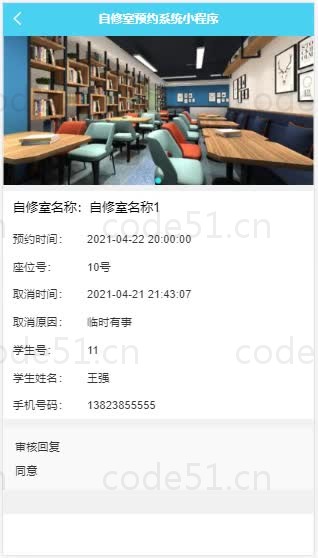 自修室预约系统小程序
自修室名称：自修室名称1
预约时间： 2021-04-22 20:00:00
座位号： 10号
取消时间： 2021-04-21 21:43:07
取消原因： 临时有事
学生号： 11
学生姓名： 王强
手机号码： 13823855555
审核回复
同意
code51.cn
code51.cn
code51.cn
code51.cn